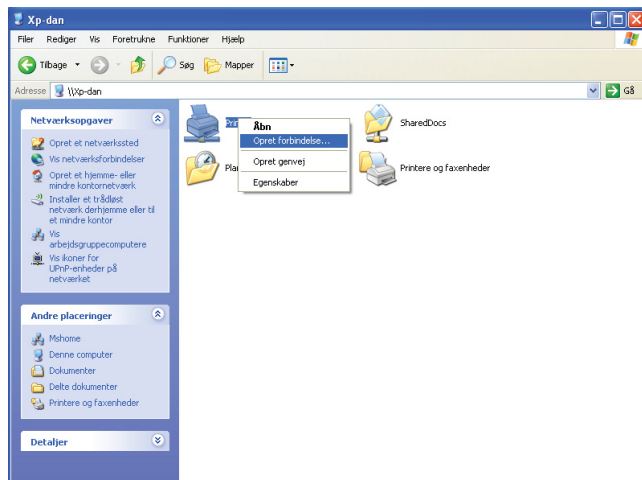 Xp-dan
Filer Rediger Vis Foretrukne Funktioner Hjælp
Tilbage Søg Mapper
Adresse \\Xp-dan Gå
Netværksopgaver
Opret et netværkssted
Vis netværksforbindelser
Opret et hjemme- eller
mindre kontornetværk
Installer et trådløst
netværk derhjemme eller til
et mindre kontor
Vis
arbejdsgruppecomputere
Vis ikoner for
UPnP-enheder på
netværket
Andre placeringer
Mshome
Denne computer
Dokumenter
Delte dokumenter
Printere og faxenheder
Detaljer
Åbn
Opret forbindelse...
Opret genvej
Egenskaber
SharedDocs
Printere og faxenheder